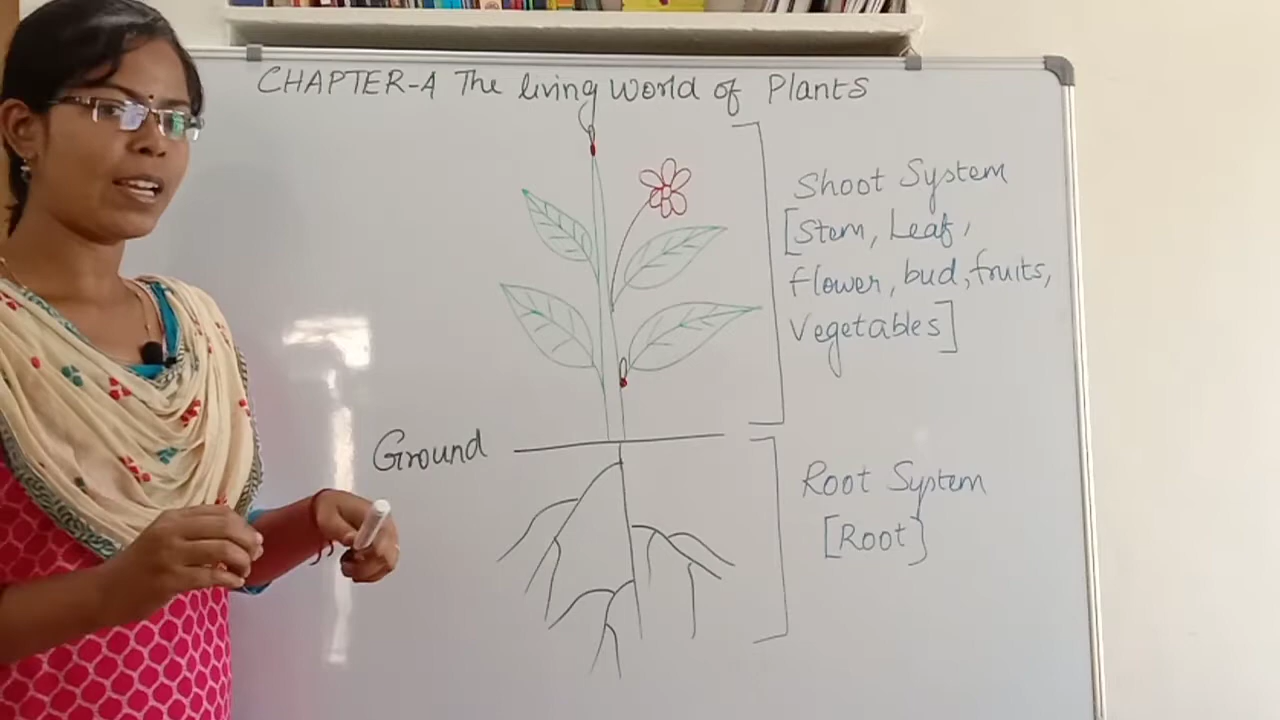 CHAPTER-4 The living world of Plants
Shoot System
[Stem, Leaf,
flower, bud, fruits,
Vegetables]
Ground
Root System
[Root}